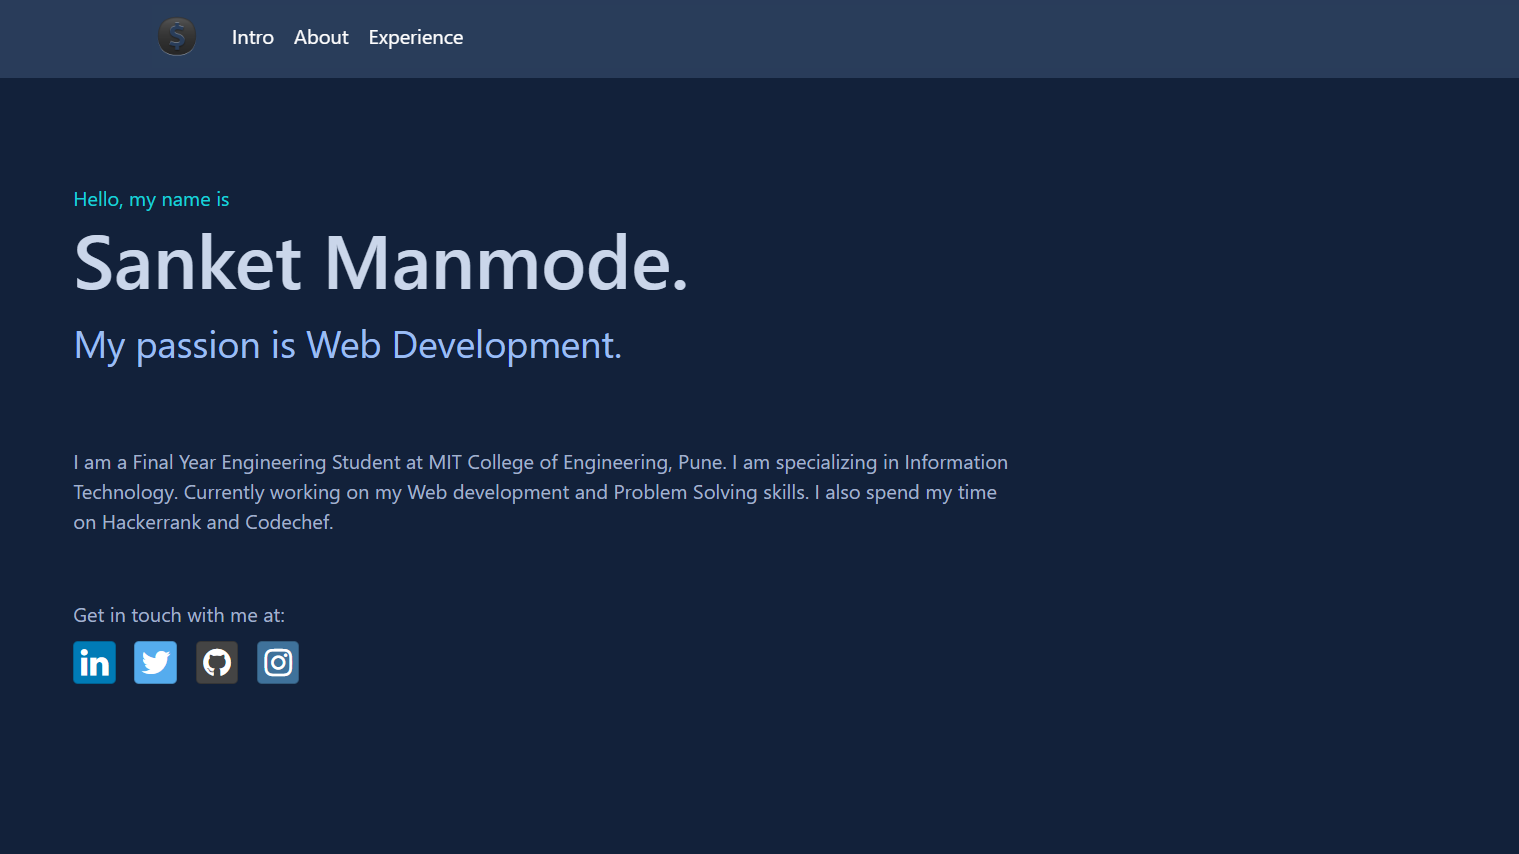 $
Intro About Experience
Hello, my name is
Sanket Manmode.
My passion is Web Development.
I am a Final Year Engineering Student at MIT College of Engineering, Pune. I am specializing in Information
Technology. Currently working on my Web development and Problem Solving skills. I also spend my time
on Hackerrank and Codechef.
Get in touch with me at:
in